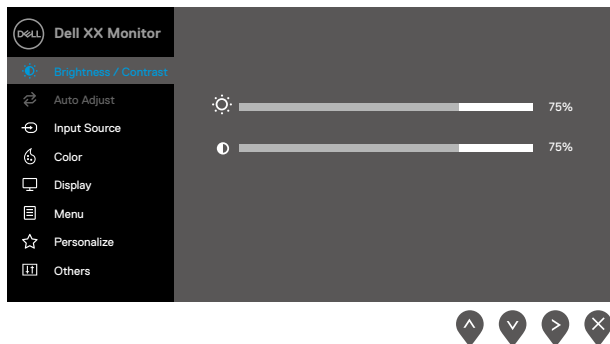 DELL Dell XX Monitor
Brightness / Contrast
Auto Adjust
75%
Input Source
Color
75%
Display
Menu
Personalize
Others